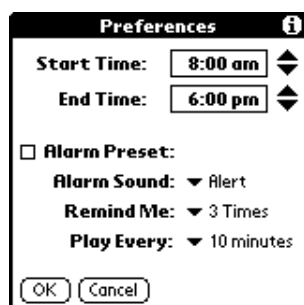 Preferences
Start Time: 8:00 am
End Time: 6:00 pm
Alarm Preset:
Alarm Sound: Alert
Remind Me: 3 Times
Play Every: 10 minutes
OK Cancel